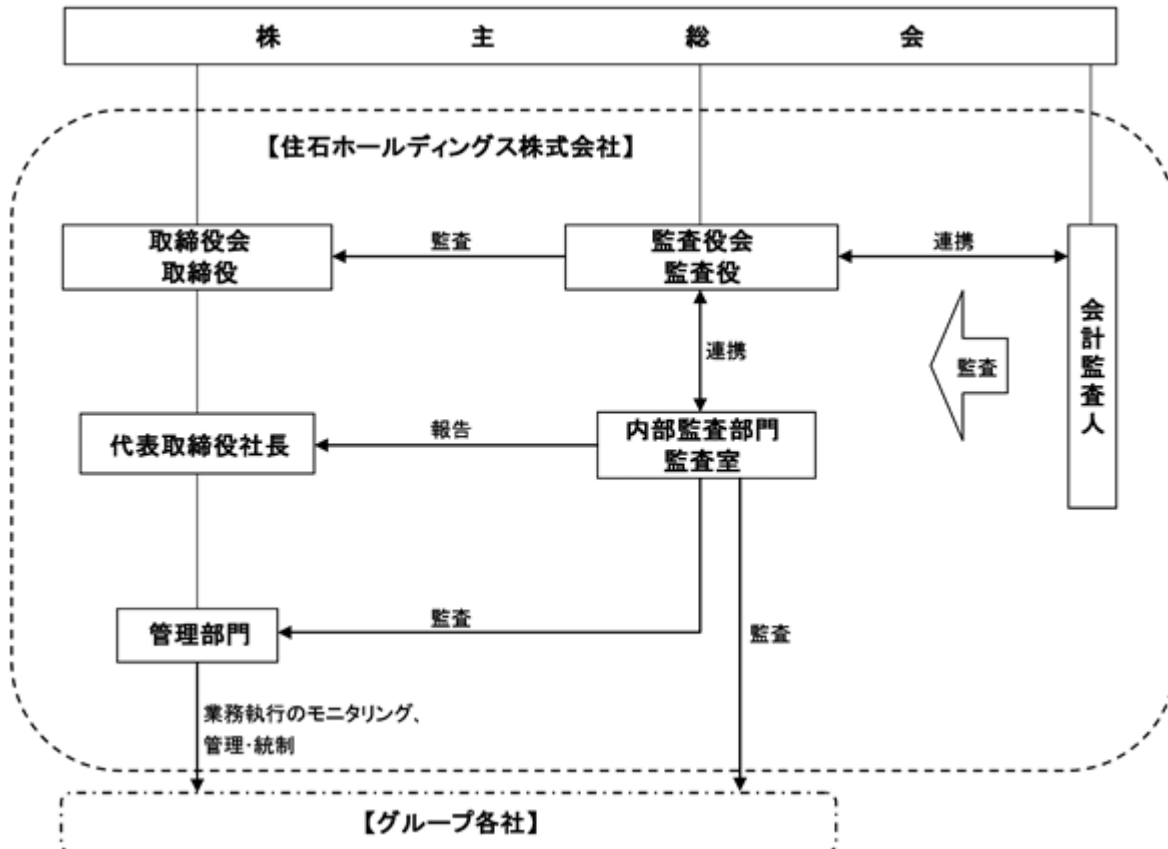 株主総会
【住石ホールディングス株式会社】
取締役会
取締役
監査
監査役会
監査役
連携
会計監査人
連携
監査
代表取締役社長
報告
内部監査部門
監査室
管理部門
監査
監査
業務執行のモニタリング、
管理・統制
【グループ各社】